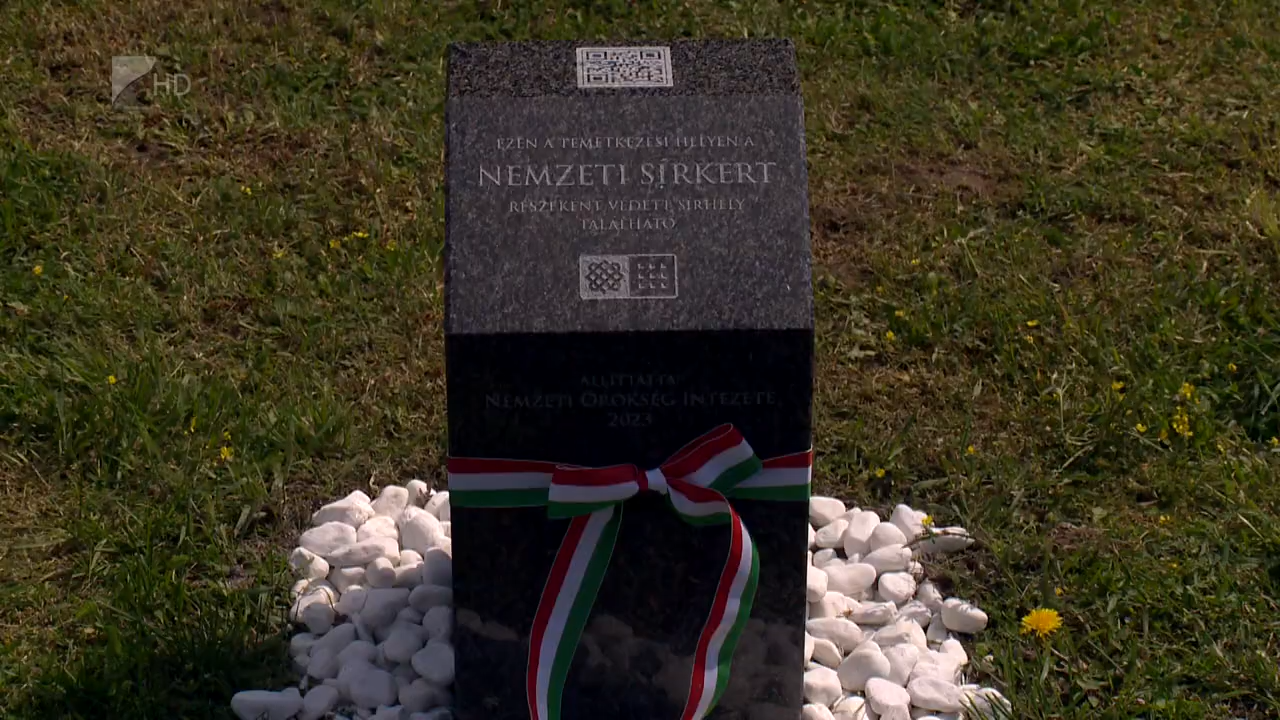 HD
EZEN A TEMETKEZÉSI HELYEN A
NEMZETI SÍRKERT
RÉSZEKÉNT VÉDETT SÍRHELY
TALÁLHATÓ
ÁLLÍTTATTA
NEMZETI ÖRÖKSÉG INTÉZETE
2023